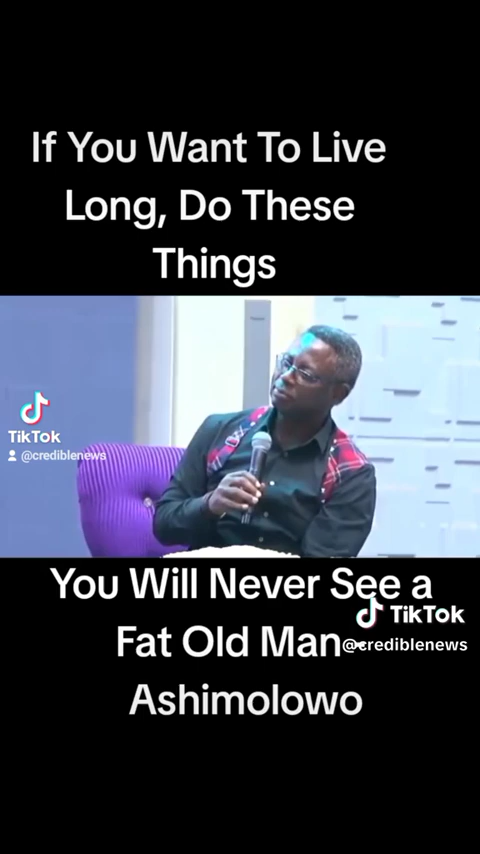 If You Want To Live
Long, Do These
Things
TikTok
@crediblenews
You Will Never See a
Fat Old Man-
Ashimolowo
TikTok
@crediblenews